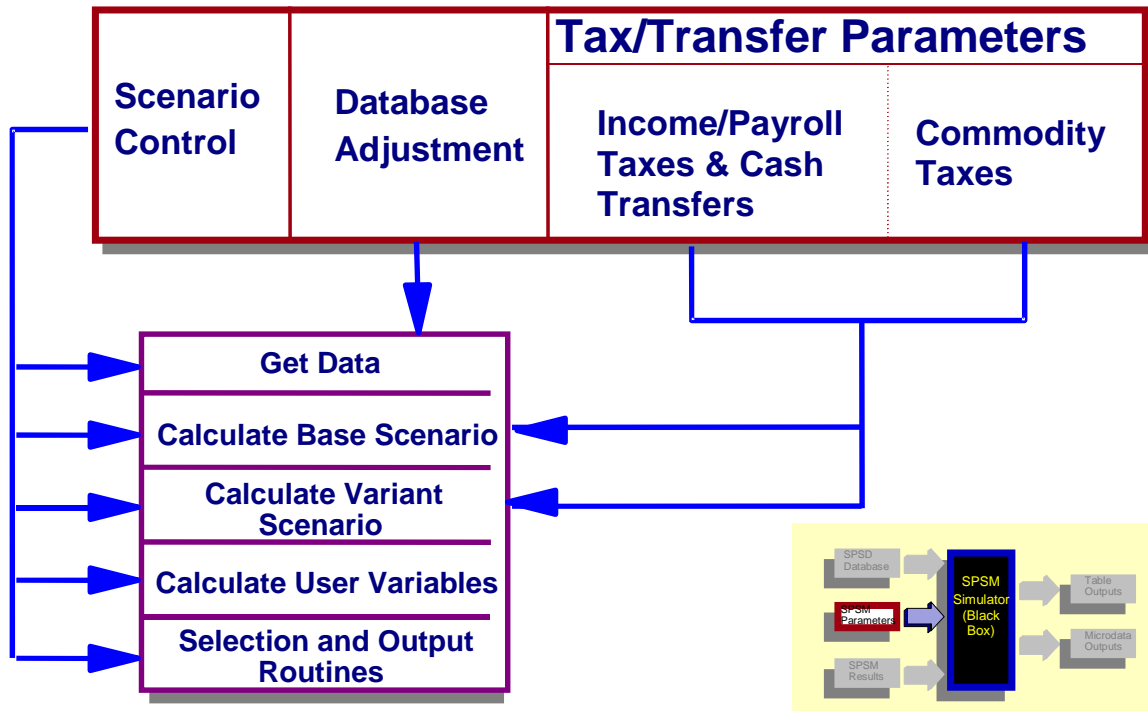 Tax/Transfer Parameters
Scenario
Control
Database
Adjustment
Income/Payroll
Taxes & Cash
Transfers
Commodity
Taxes
Get Data
Calculate Base Scenario
Calculate Variant
Scenario
Calculate User Variables
Selection and Output
Routines
SPSD
Database
SPSM
Parameters
SPSM
Results
SPSM
Simulator
(Black
Box)
Table
Outputs
Microdata
Outputs